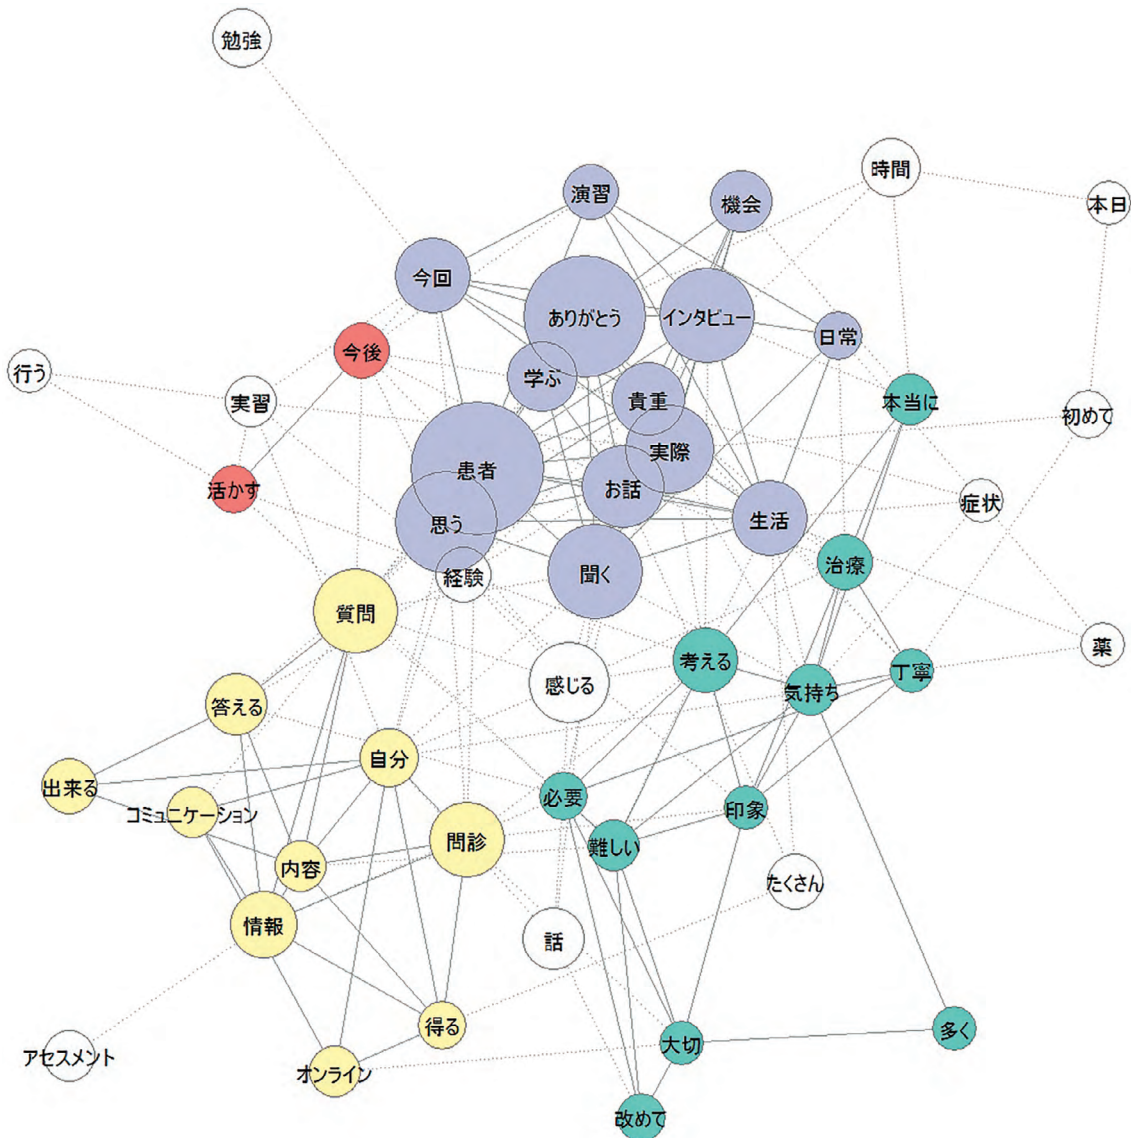 勉強
時間
演習
機会
本日
今回
ありがとう
インタビュー
日常
今後
行う
学ぶ
実習
貴重
本当に
初めて
患者
実際
活かす
お話
症状
思う
生活
経験
聞く
治療
質問
薬
考える
丁寧
感じる
気持ち
答える
自分
出来る
必要
コミュニケーション
印象
問診
難しい
内容
たくさん
情報
話
得る
多く
大切
アセスメント
オンライン
改めて